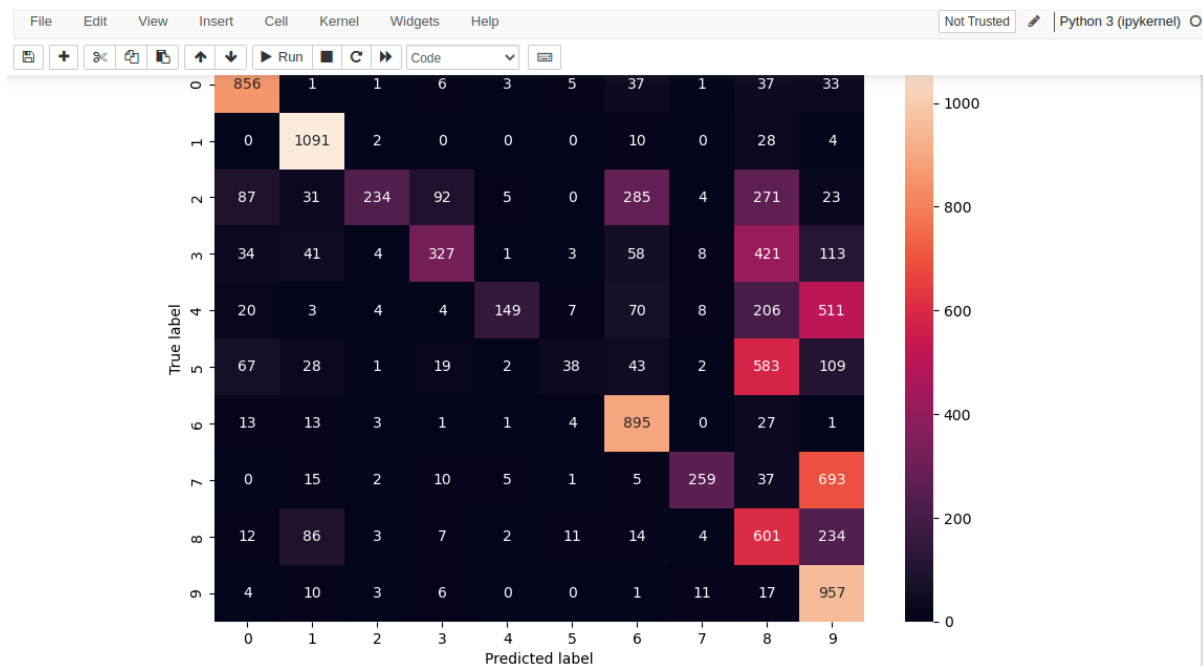 File Edit View Insert Cell Kernel Widgets Help Not Trusted Python 3 (ipykernel)
Run Code
0 856 1 1 6 3 5 37 1 37 33
1000
1 0 1091 2 0 0 0 10 0 28 4
2 87 31 234 92 5 0 285 4 271 23
800
3 34 41 4 327 1 3 58 8 421 113
4 20 3 4 4 149 7 70 8 206 511
600
True label
5 67 28 1 19 2 38 43 2 583 109
6 13 13 3 1 1 4 895 0 27 1
400
7 0 15 2 10 5 1 5 259 37 693
200
8 12 86 3 7 2 11 14 4 601 234
9 4 10 3 6 0 0 1 11 17 957
0
0 1 2 3 4 5 6 7 8 9
Predicted label